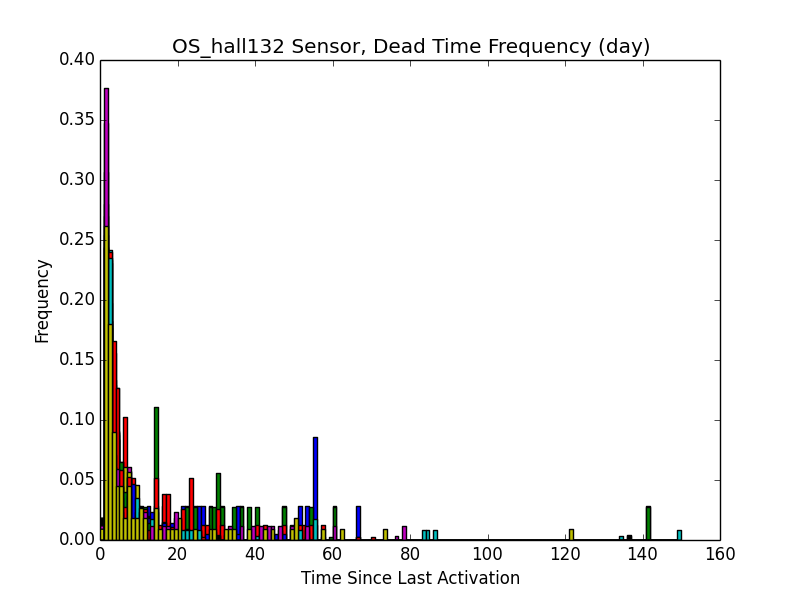 OS_hall132 Sensor, Dead Time Frequency (day)
0.40
0.35
0.30
0.25
0.20
0.15
0.10
0.05
0.00
Frequency
0 20 40 60 80 100 120 140 160
Time Since Last Activation